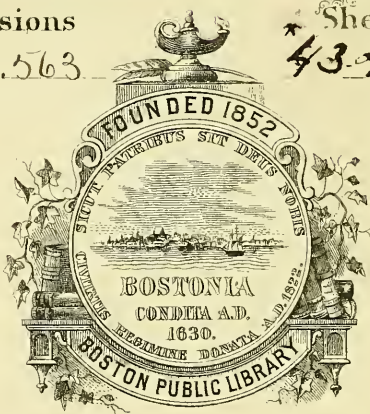 sions
She
.563.
43.
FOUNDED 1852
SICUT PATRIBUS SIT DEUS NOBIS
BOSTONIA
CONDITA A.D.
1630.
CIVITATIS REGIMINE DONATA A.D. 1822.
BOSTON PUBLIC LIBRARY